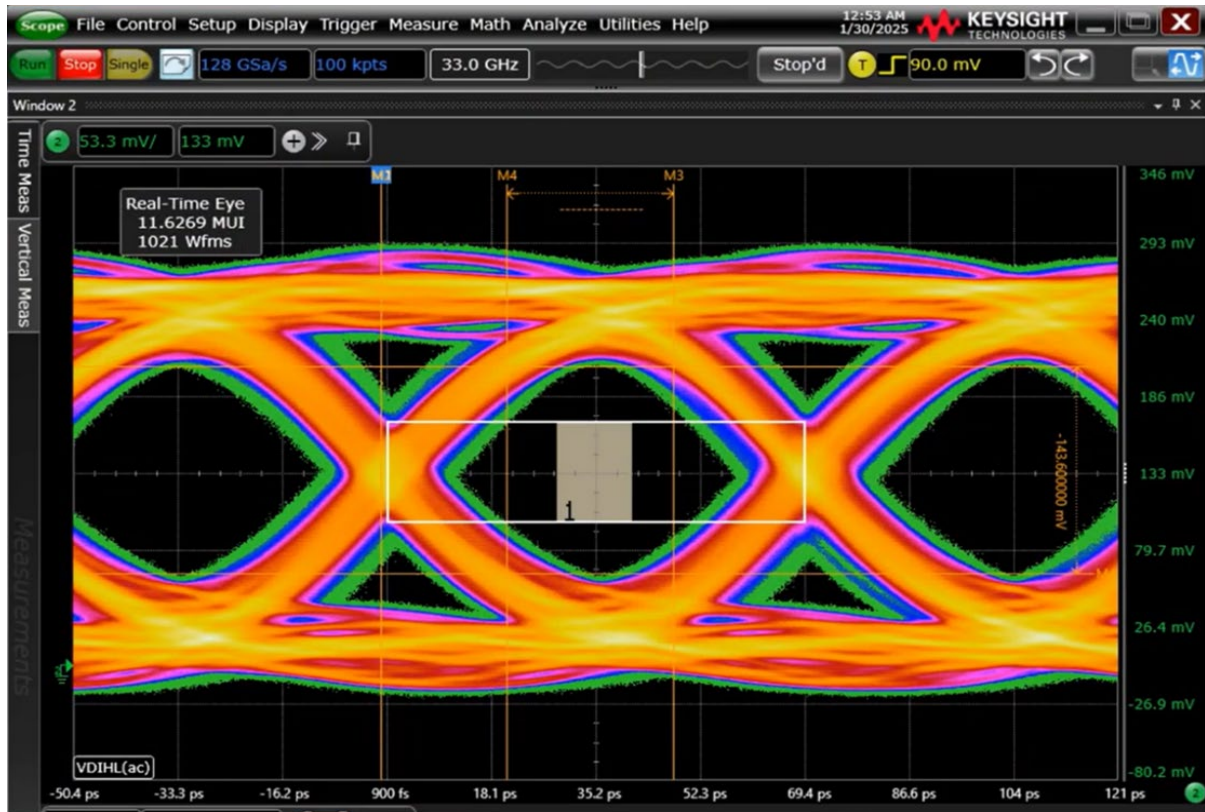 Scope File Control Setup Display Trigger Measure Math Analyze Utilities Help
12:53 AM
1/30/2025
KEYSIGHT
TECHNOLOGIES
X
Run Stop Single 128 GSa/s 100 kpts 33.0 GHz Stop'd T 90.0 mV
Window 2
2 53.3 mV/ 133 mV
Time Meas
Vertical Meas
Measurements
M4 M3
Real-Time Eye
11.6269 MUI
1021 Wfms
346 mV
293 mV
240 mV
186 mV
133 mV
79.7 mV
26.4 mV
-26.9 mV
-80.2 mV
-143.600000 mV
1
VDIHL(ac)
-50.4 ps -33.3 ps -16.2 ps 900 fs 18.1 ps 35.2 ps 52.3 ps 69.4 ps 86.6 ps 104 ps 121 ps 2